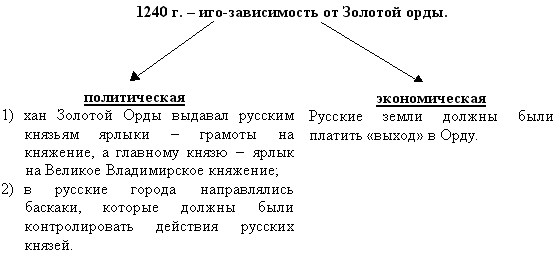 1240 г. – иго-зависимость от Золотой орды.
политическая
1) хан Золотой Орды выдавал русским
князьям ярлыки – грамоты на
княжение, а главному князю – ярлык
на Великое Владимирское княжение;
2) в русские города направлялись
баскаки, которые должны были
контролировать действия русских
князей.
экономическая
Русские земли должны были
платить «выход» в Орду.